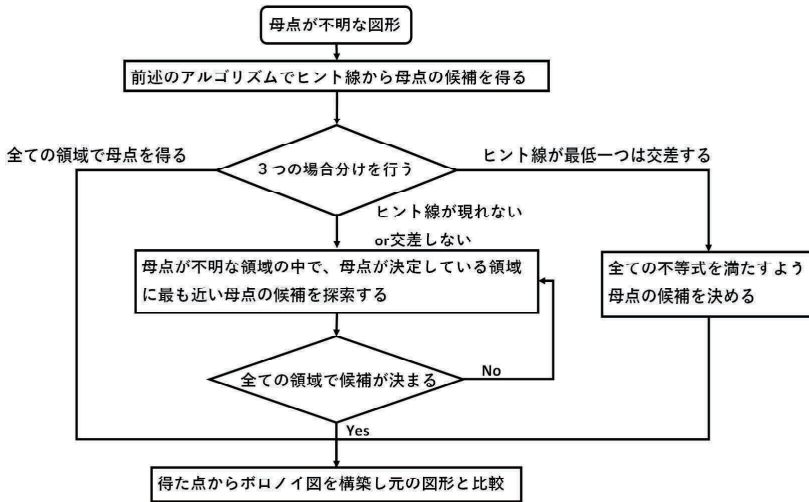 母点が不明な図形
前述のアルゴリズムでヒント線から母点の候補を得る
全ての領域で母点を得る
3つの場合分けを行う
ヒント線が最低一つは交差する
ヒント線が現れない
or交差しない
母点が不明な領域の中で、母点が決定している領域
に最も近い母点の候補を探索する
全ての不等式を満たすよう
母点の候補を決める
全ての領域で候補が決まる
No
Yes
得た点からボロノイ図を構築し元の図形と比較